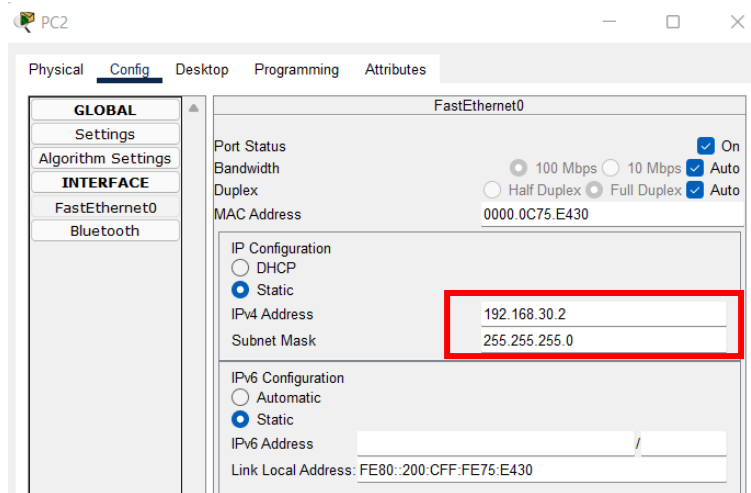 PC2
Physical Config Desktop Programming Attributes
GLOBAL
Settings
Algorithm Settings
INTERFACE
FastEthernet0
Bluetooth
FastEthernet0
Port Status On
Bandwidth 100 Mbps 10 Mbps Auto
Duplex Half Duplex Full Duplex Auto
MAC Address 0000.0C75.E430
IP Configuration
DHCP
Static
IPv4 Address 192.168.30.2
Subnet Mask 255.255.255.0
IPv6 Configuration
Automatic
Static
IPv6 Address /
Link Local Address: FE80::200:CFF:FE75:E430